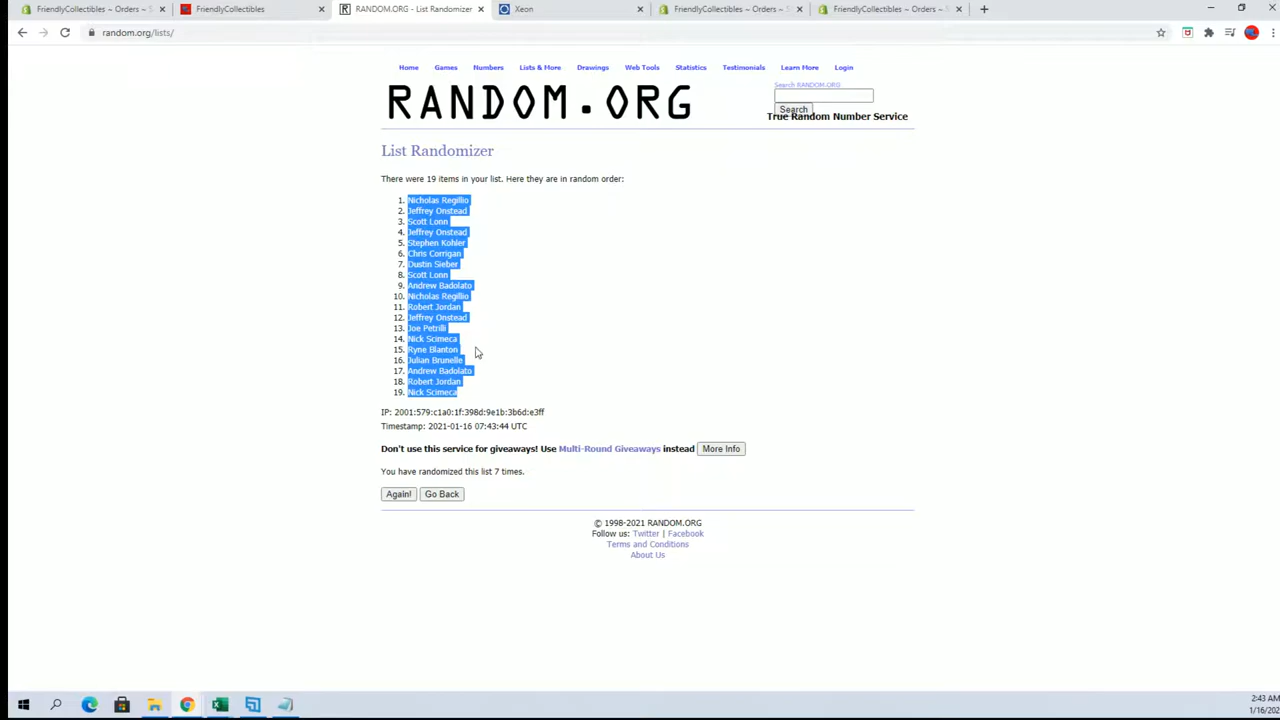 FriendlyCollectibles ~ Orders ~ S
FriendlyCollectibles
RANDOM.ORG - List Randomizer
Xeon
FriendlyCollectibles ~ Orders ~ S
FriendlyCollectibles ~ Orders ~ S
random.org/lists/
Home Games Numbers Lists & More Drawings Web Tools Statistics Testimonials Learn More Login
RANDOM.ORG
Search RANDOM.ORG
Search
True Random Number Service
List Randomizer
There were 19 items in your list. Here they are in random order:
1. Nicholas Regillio
2. Jeffrey Onstead
3. Scott Lonn
4. Jeffrey Onstead
5. Stephen Kohler
6. Chris Corrigan
7. Dustin Sieber
8. Scott Lonn
9. Andrew Badolato
10. Nicholas Regillio
11. Robert Jordan
12. Jeffrey Onstead
13. Joe Petrilli
14. Nick Scimeca
15. Ryne Blanton
16. Julian Brunelle
17. Andrew Badolato
18. Robert Jordan
19. Nick Scimeca
IP: 2001:579:c1a0:1f:398d:9e1b:3b6d:e3ff
Timestamp: 2021-01-16 07:43:44 UTC
Don't use this service for giveaways! Use Multi-Round Giveaways instead More Info
You have randomized this list 7 times.
Again! Go Back
© 1998-2021 RANDOM.ORG
Follow us: Twitter | Facebook
Terms and Conditions
About Us
2:43 AM
1/16/202